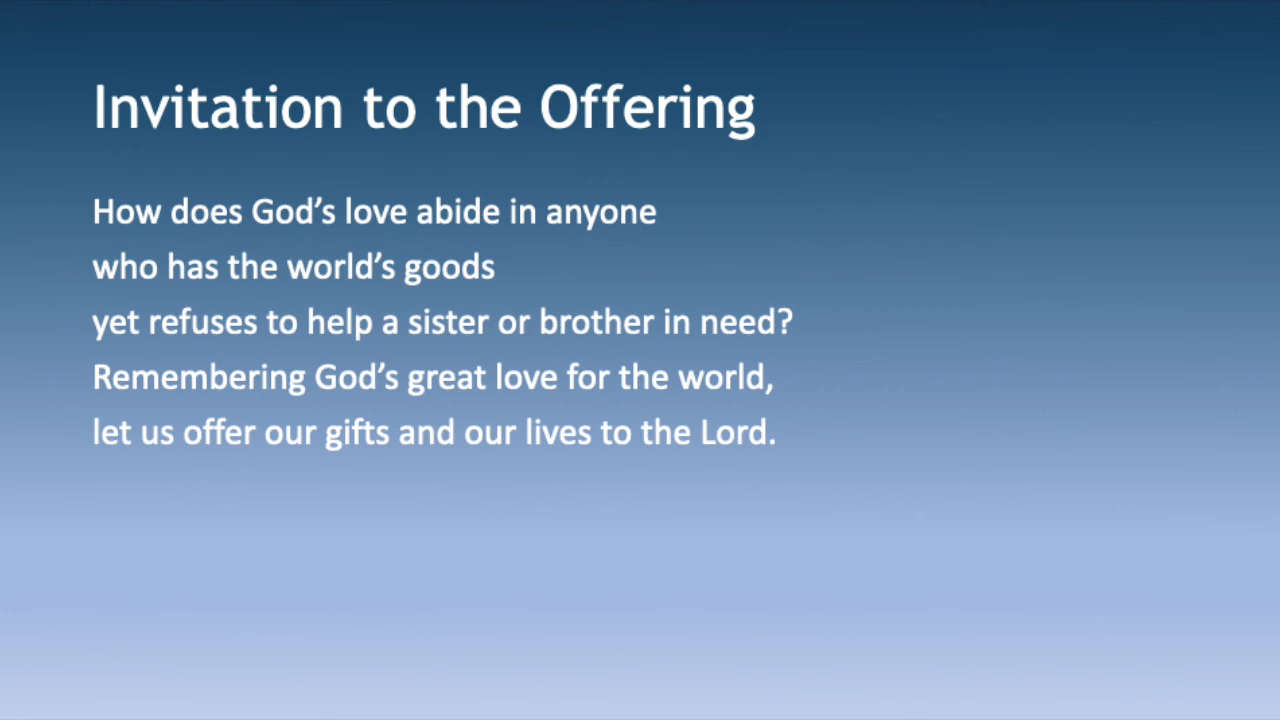 Invitation to the Offering
How does God’s love abide in anyone
who has the world’s goods
yet refuses to help a sister or brother in need?
Remembering God’s great love for the world,
let us offer our gifts and our lives to the Lord.